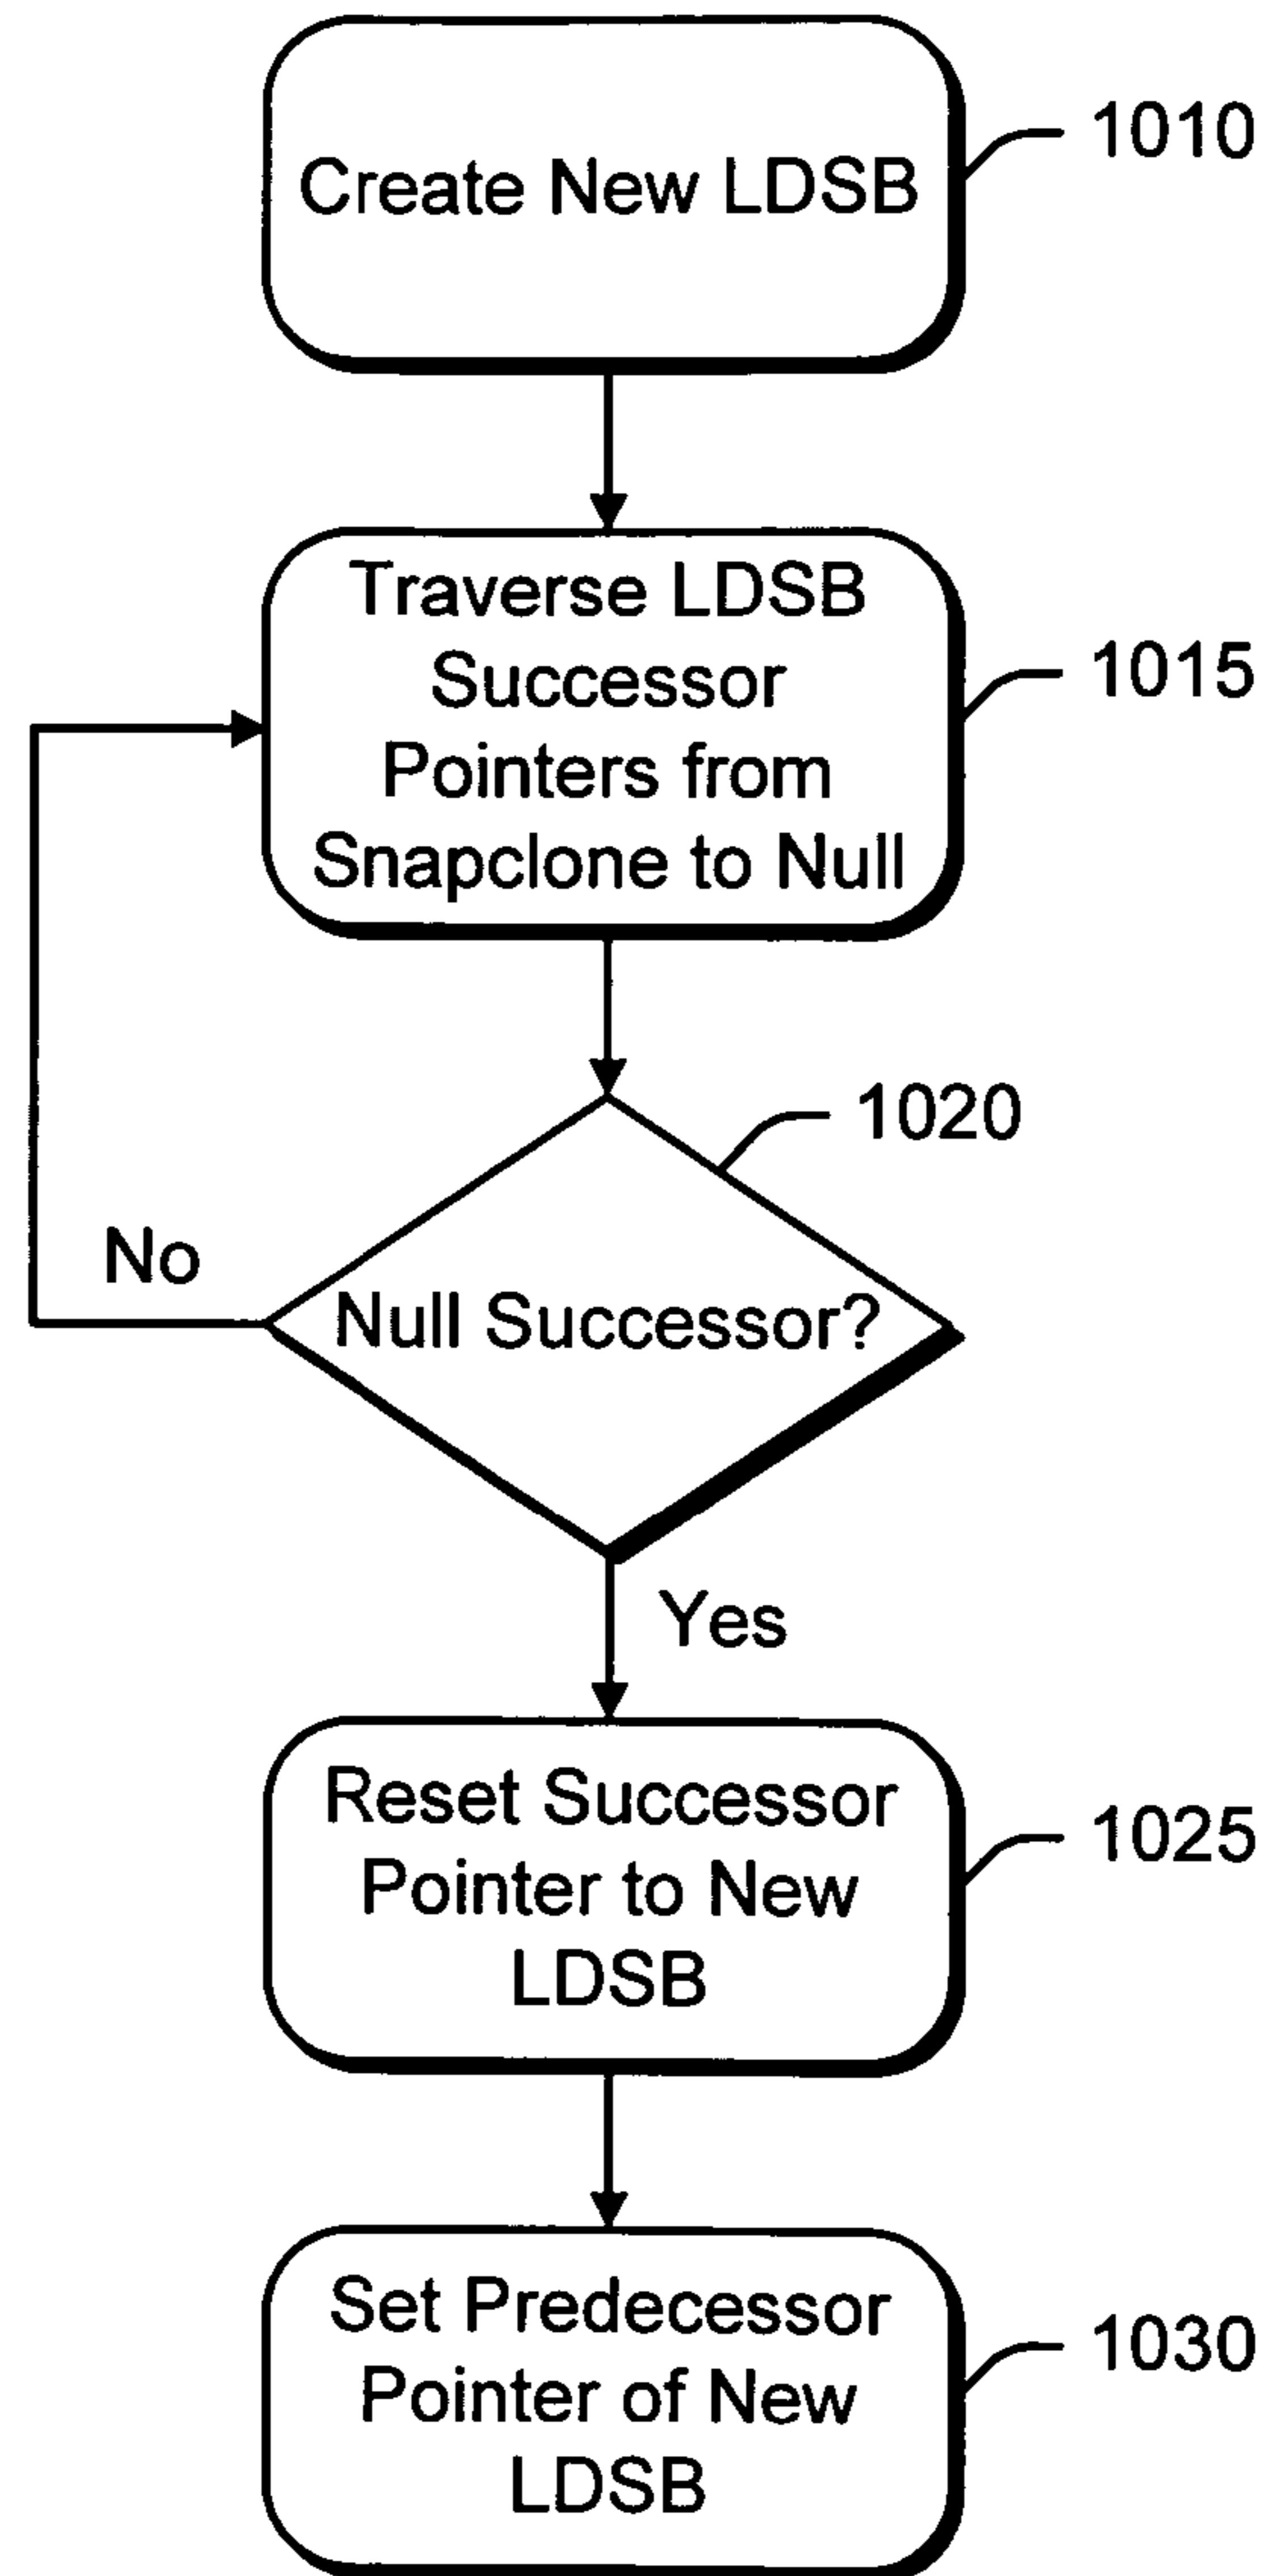 Create New LDSB
1010
Traverse LDSB
Successor
Pointers from
Snapclone to Null
1015
1020
No
Null Successor?
Yes
Reset Successor
Pointer to New
LDSB
1025
Set Predecessor
Pointer of New
LDSB
1030